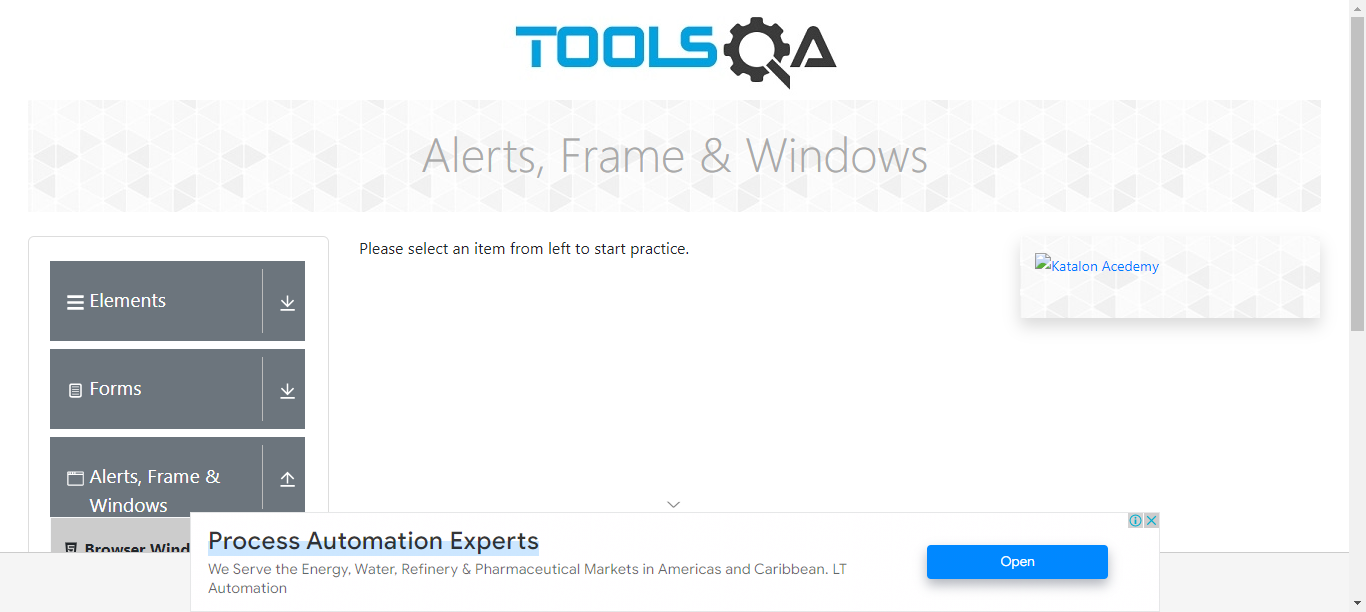 TOOLSQA
Alerts, Frame & Windows
Please select an item from left to start practice.
Katalon Acedemy
Elements
Forms
Alerts, Frame &
Windows
Browser Wind
Process Automation Experts
We Serve the Energy, Water, Refinery & Pharmaceutical Markets in Americas and Caribbean. LT
Automation
Open